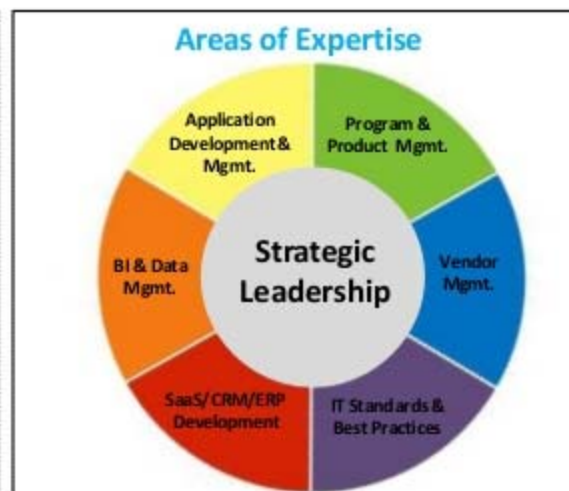 Areas of Expertise
Application
Development &
Mgmt.
Program &
Product Mgmt.
BI & Data
Mgmt.
Strategic
Leadership
Vendor
Mgmt.
SaaS/CRM/ERP
Development
IT Standards &
Best Practices